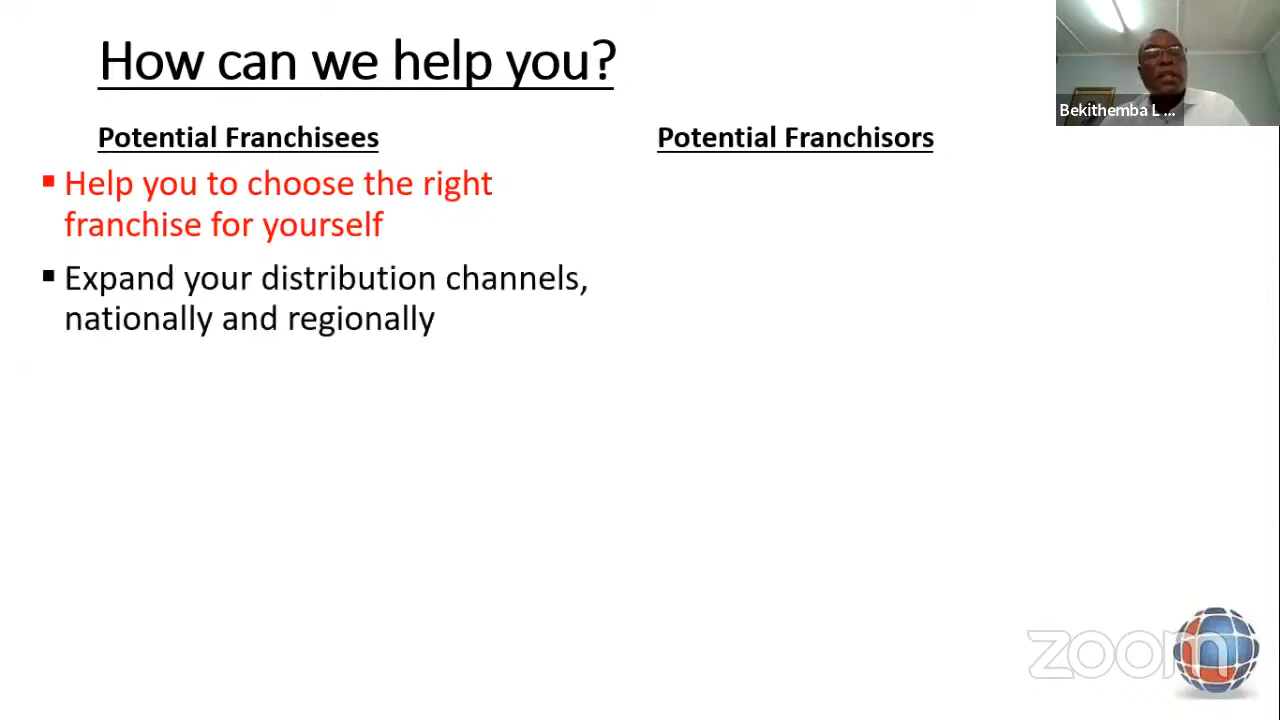 How can we help you?
Bekithemba L ...
Potential Franchisees
Potential Franchisors
▪ Help you to choose the right
franchise for yourself
▪ Expand your distribution channels,
nationally and regionally
zoom